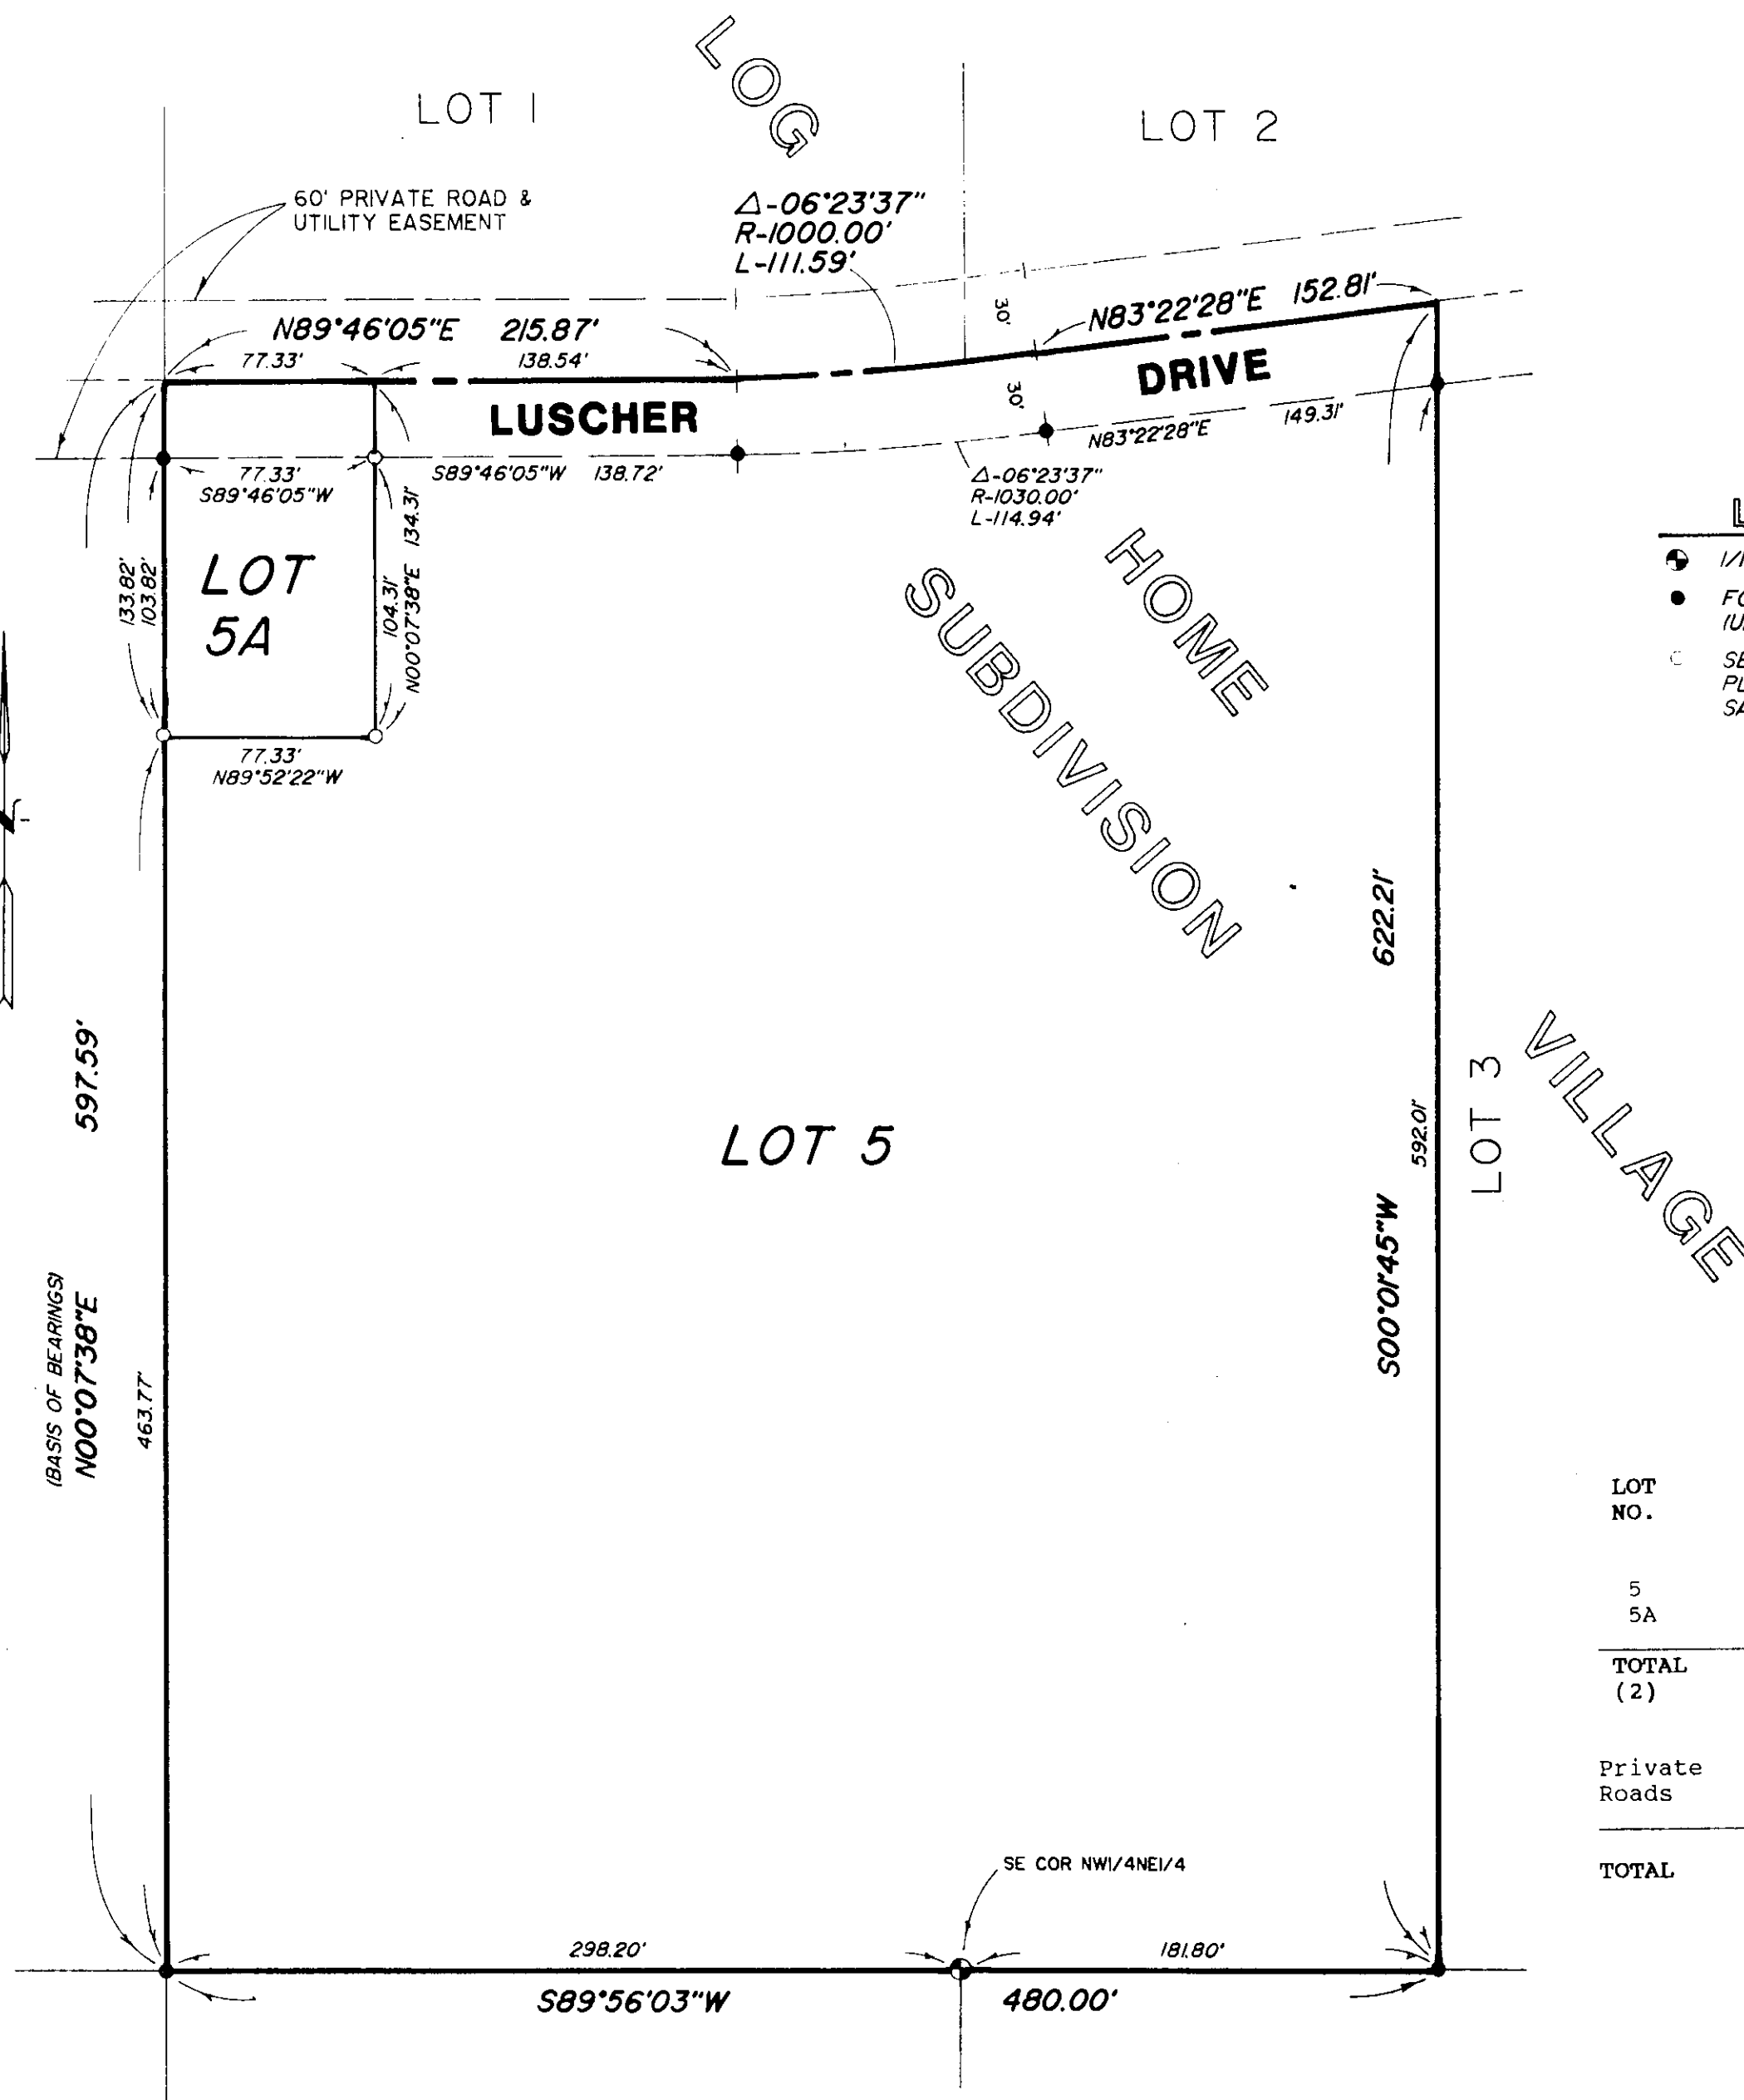 LOT 1
LOG
LOT 2
60' PRIVATE ROAD &
UTILITY EASEMENT
Δ-06°23'37"
R-1000.00'
L-111.59'
N89°46'05"E 215.87'
77.33'
138.54'
30'
N83°22'28"E 152.81'
LUSCHER
DRIVE
30'
N83°22'28"E 149.31'
77.33'
S89°46'05"W
S89°46'05"W 138.72'
Δ-06°23'37"
R-1030.00'
L-114.94'
133.82'
103.82'
LOT
5A
104.31'
N00°07'38"E 134.31'
77.33'
N89°52'22"W
HOME
SUBDIVISION
VILLAGE
622.21'
S00°01'45"W
592.01'
LOT 3
597.59'
(BASIS OF BEARINGS)
N00°07'38"E
463.77'
LOT 5
SE COR NW1/4NE1/4
298.20'
181.80'
S89°56'03"W 480.00'
LOT
NO.
5
5A
TOTAL
(2)
Private
Roads
TOTAL